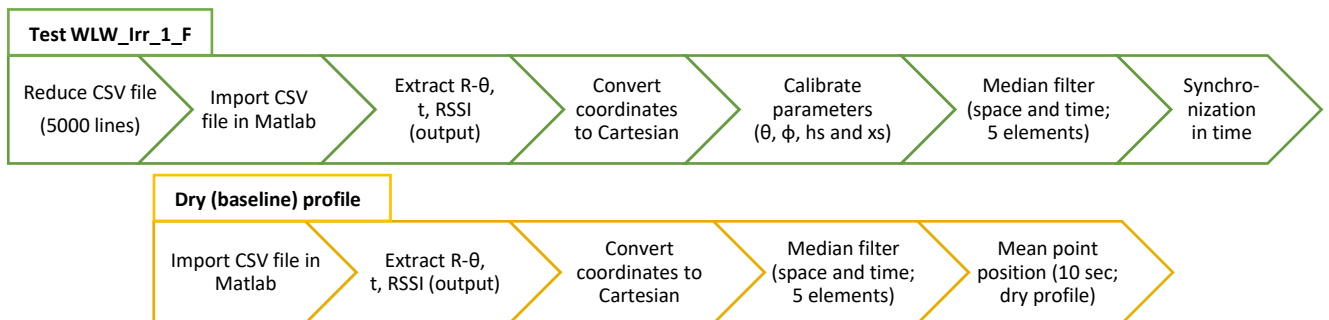 Test WLW_Irr_1_F
Reduce CSV file
(5000 lines)
Import CSV
file in Matlab
Extract R-θ,
t, RSSI
(output)
Convert
coordinates
to Cartesian
Calibrate
parameters
(θ, ϕ, hs and xs)
Median filter
(space and time;
5 elements)
Synchro-
nization
in time
Dry (baseline) profile
Import CSV file in
Matlab
Extract R-θ,
t, RSSI (output)
Convert
coordinates to
Cartesian
Median filter
(space and time;
5 elements)
Mean point
position (10 sec;
dry profile)